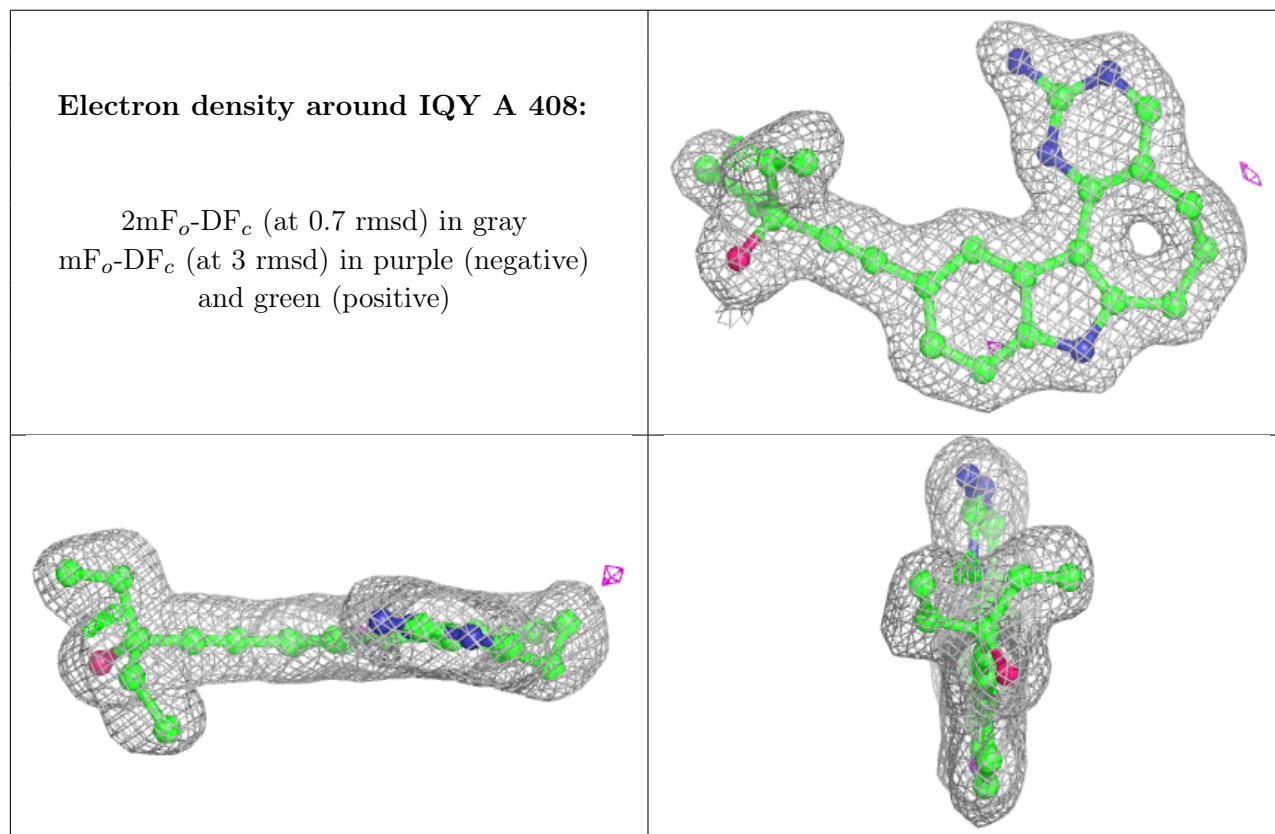 Electron density around IQY A 408:
2mFo-DFc (at 0.7 rmsd) in gray
mFo-DFc (at 3 rmsd) in purple (negative)
and green (positive)